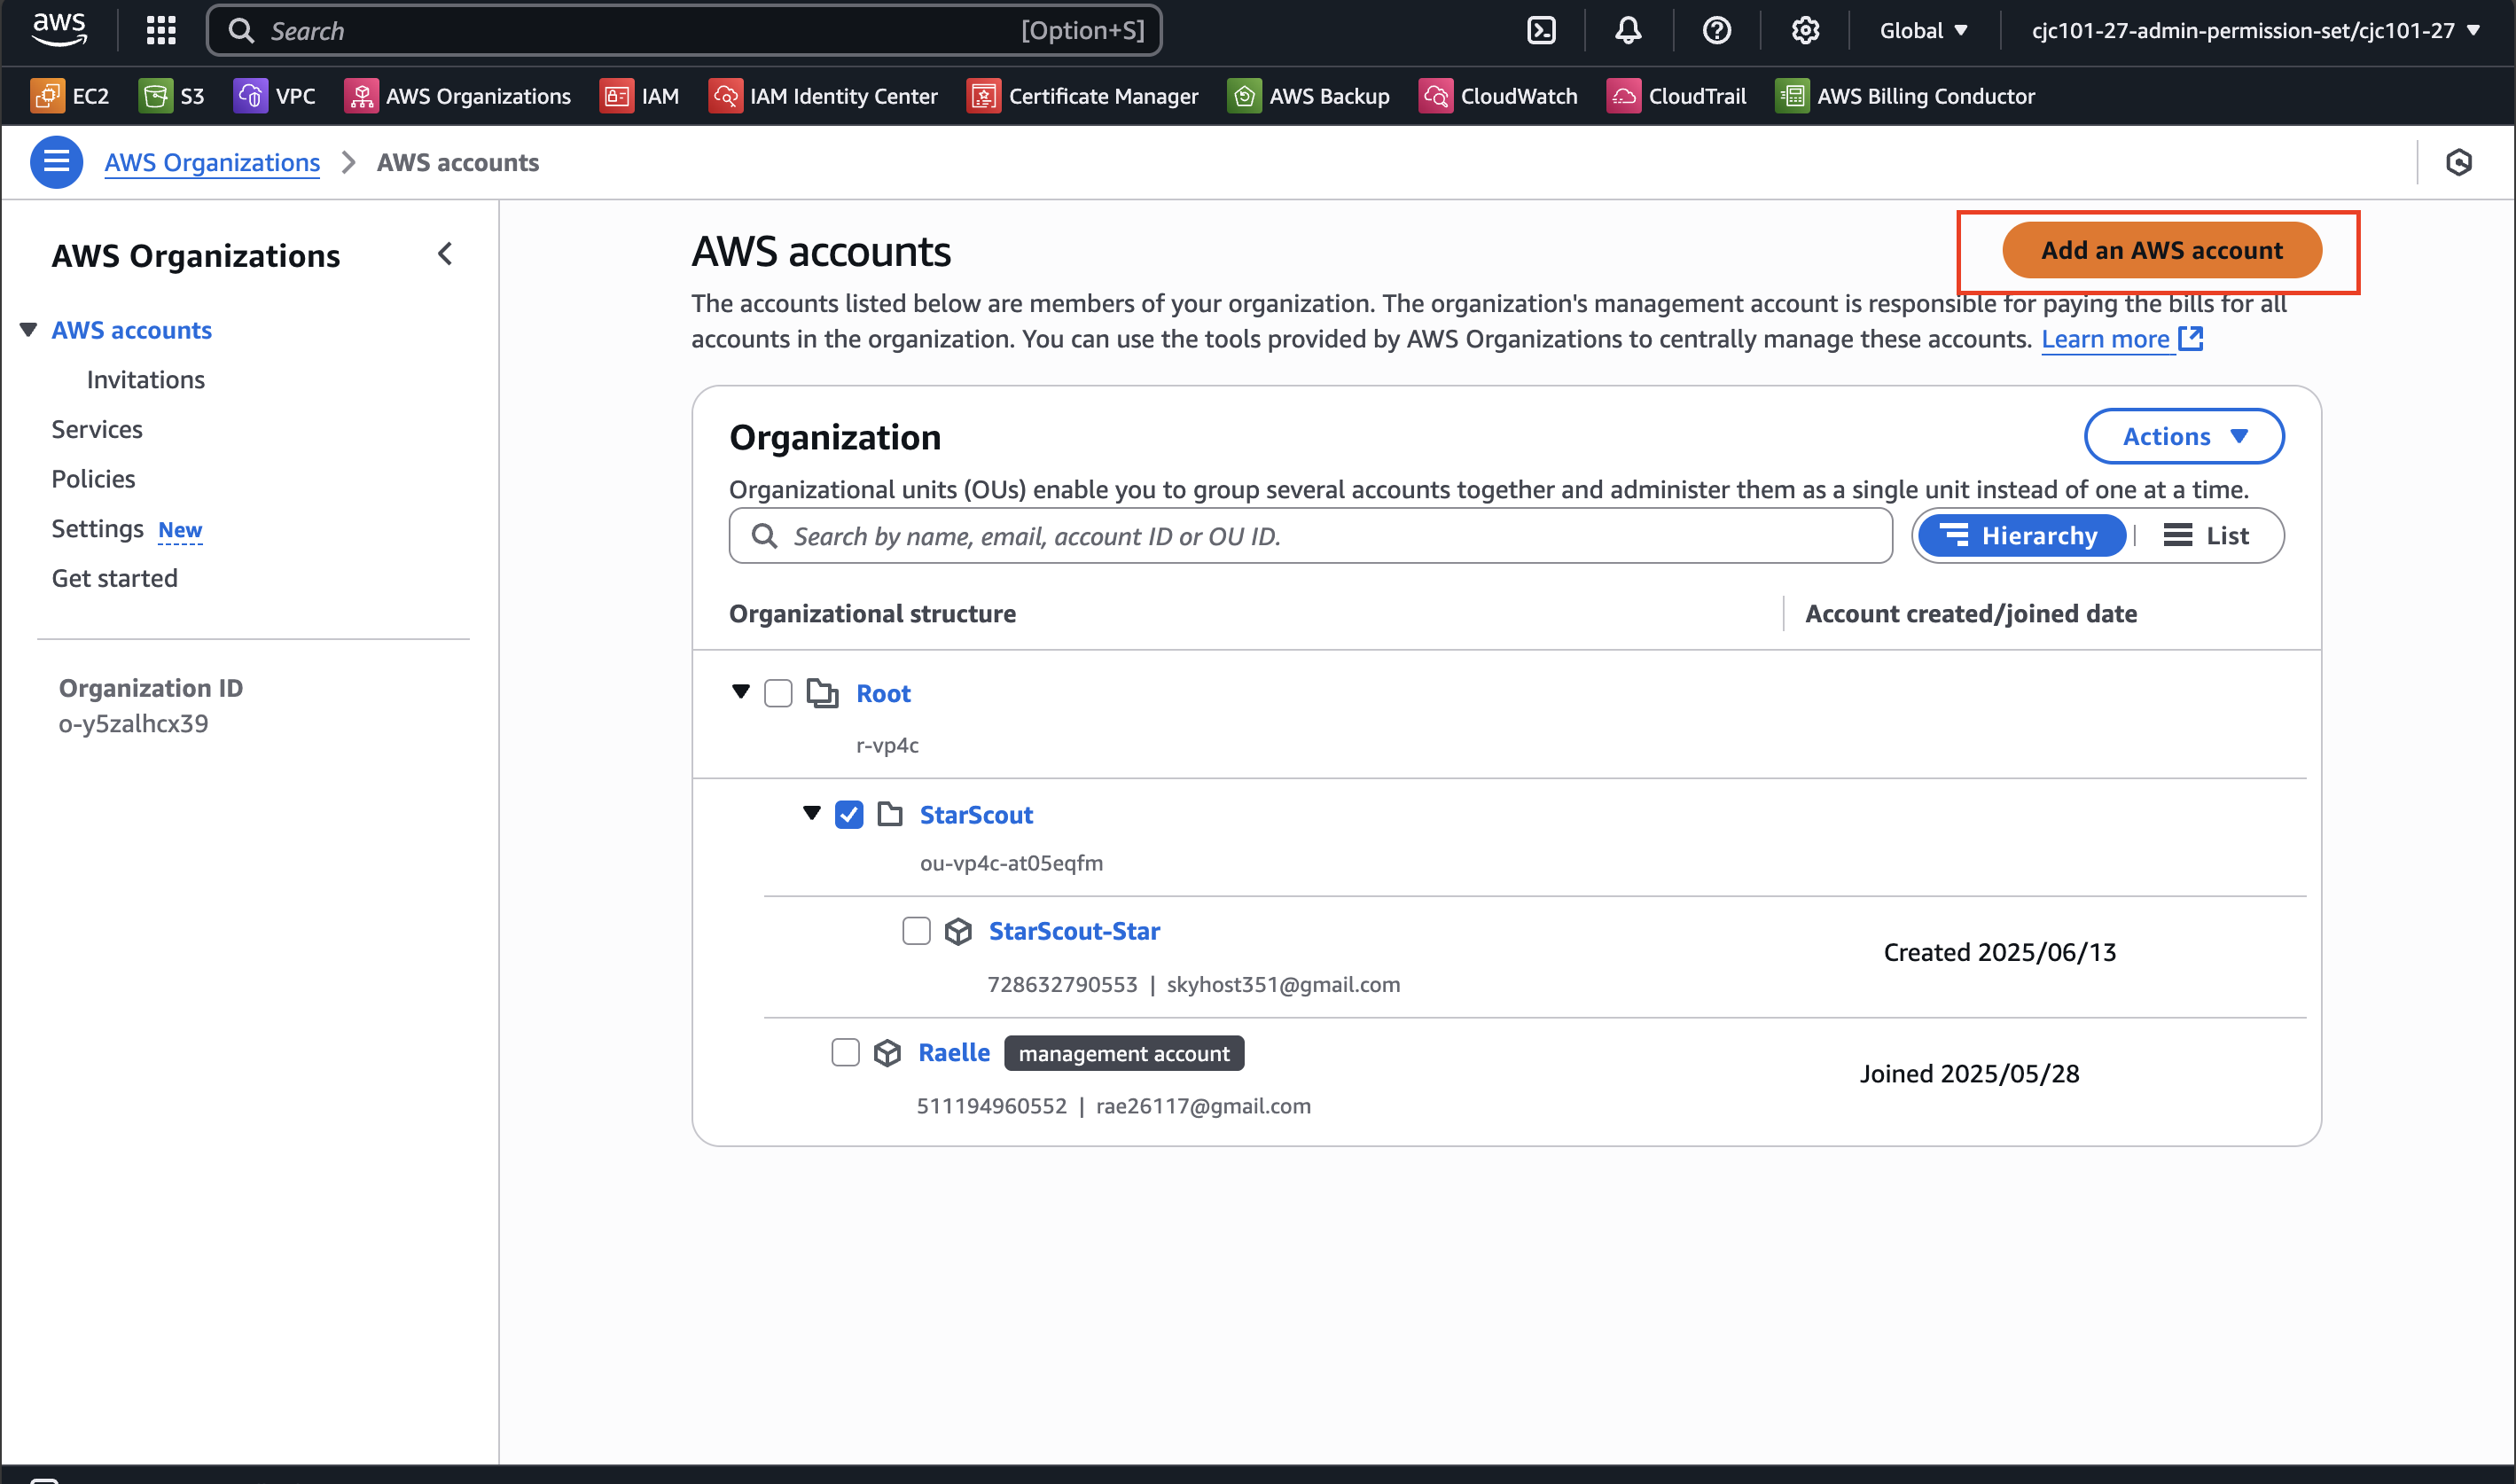 aws
Search [Option+S]
Global
cjc101-27-admin-permission-set/cjc101-27
EC2 S3 VPC AWS Organizations IAM IAM Identity Center Certificate Manager AWS Backup CloudWatch CloudTrail AWS Billing Conductor
AWS Organizations AWS accounts
AWS Organizations
AWS accounts
Invitations
Services
Policies
Settings New
Get started
Organization ID
o-y5zalhcx39
AWS accounts
Add an AWS account
The accounts listed below are members of your organization. The organization's management account is responsible for paying the bills for all
accounts in the organization. You can use the tools provided by AWS Organizations to centrally manage these accounts. Learn more
Organization
Actions
Organizational units (OUs) enable you to group several accounts together and administer them as a single unit instead of one at a time.
Search by name, email, account ID or OU ID.
Hierarchy List
Organizational structure Account created/joined date
Root
r-vp4c
StarScout
ou-vp4c-at05eqfm
StarScout-Star
Created 2025/06/13
728632790553 | skyhost351@gmail.com
Raelle management account
Joined 2025/05/28
511194960552 | rae26117@gmail.com